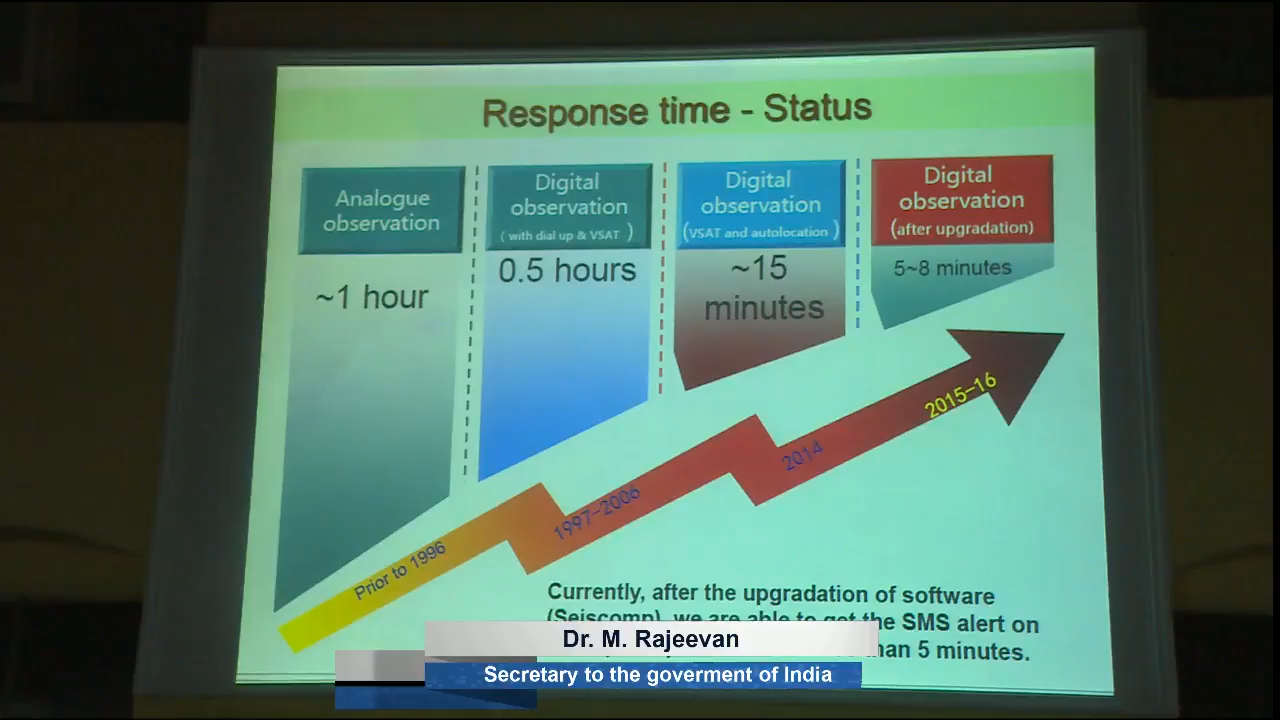 Response time - Status
Analogue
observation
~1 hour
Digital
observation
( with dial up & VSAT )
0.5 hours
Digital
observation
(VSAT and autolocation )
~15
minutes
Digital
observation
(after upgradation)
5~8 minutes
Prior to 1996
1997–2006
2014
2015–16
Currently, after the upgradation of software
(Seiscomp), we are able to get the SMS alert on
than 5 minutes.
Dr. M. Rajeevan
Secretary to the goverment of India